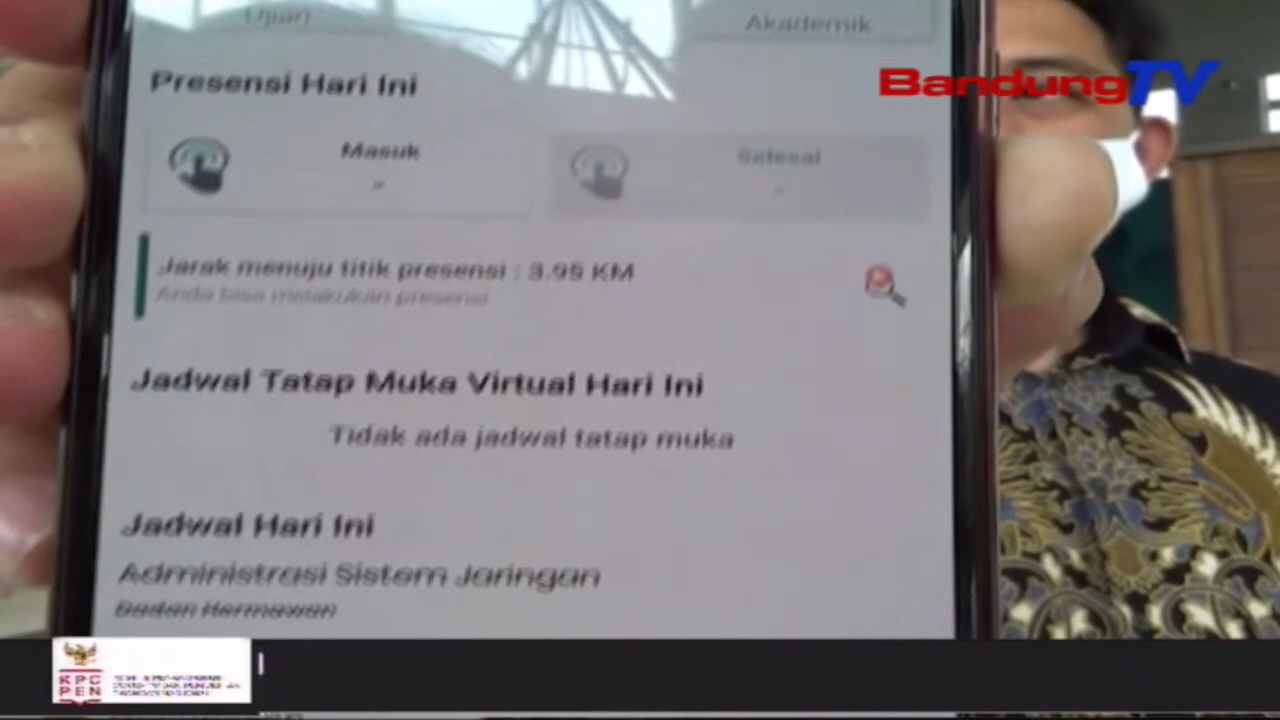 Ujian
Akademik
BandungTV
Presensi Hari Ini
Masuk
-
Selesai
-
Jarak menuju titik presensi : 3.95 KM
Anda bisa melakukan presensi
Jadwal Tatap Muka Virtual Hari Ini
Tidak ada jadwal tatap muka
Jadwal Hari Ini
Administrasi Sistem Jaringan
Dadan Hermawan
KPC
PEN